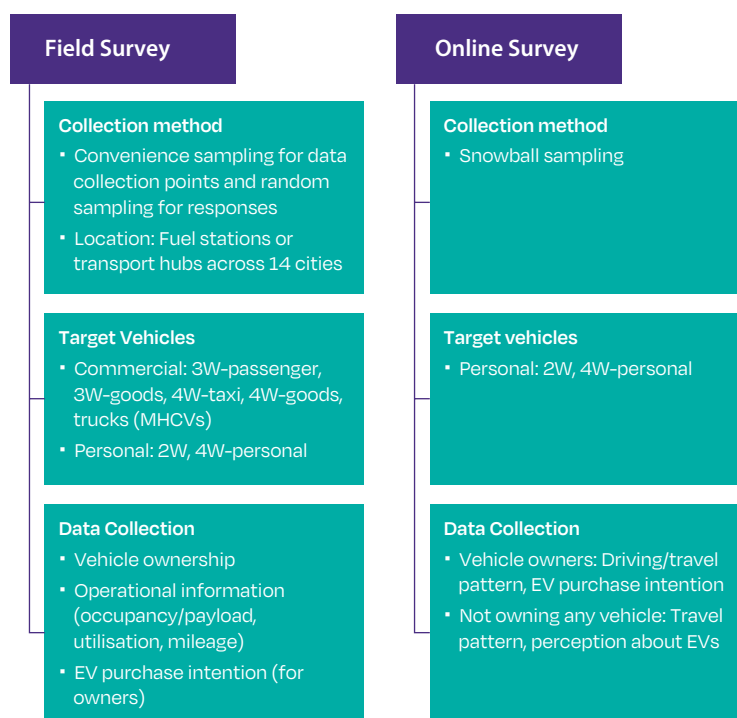 Field Survey
Collection method
• Convenience sampling for data
collection points and random
sampling for responses
• Location: Fuel stations or
transport hubs across 14 cities
Target Vehicles
• Commercial: 3W-passenger,
3W-goods, 4W-taxi, 4W-goods,
trucks (MHCVs)
• Personal: 2W, 4W-personal
Data Collection
• Vehicle ownership
• Operational information
(occupancy/payload,
utilisation, mileage)
• EV purchase intention (for
owners)
Online Survey
Collection method
• Snowball sampling
Target vehicles
• Personal: 2W, 4W-personal
Data Collection
• Vehicle owners: Driving/travel
pattern, EV purchase intention
• Not owning any vehicle: Travel
pattern, perception about EVs